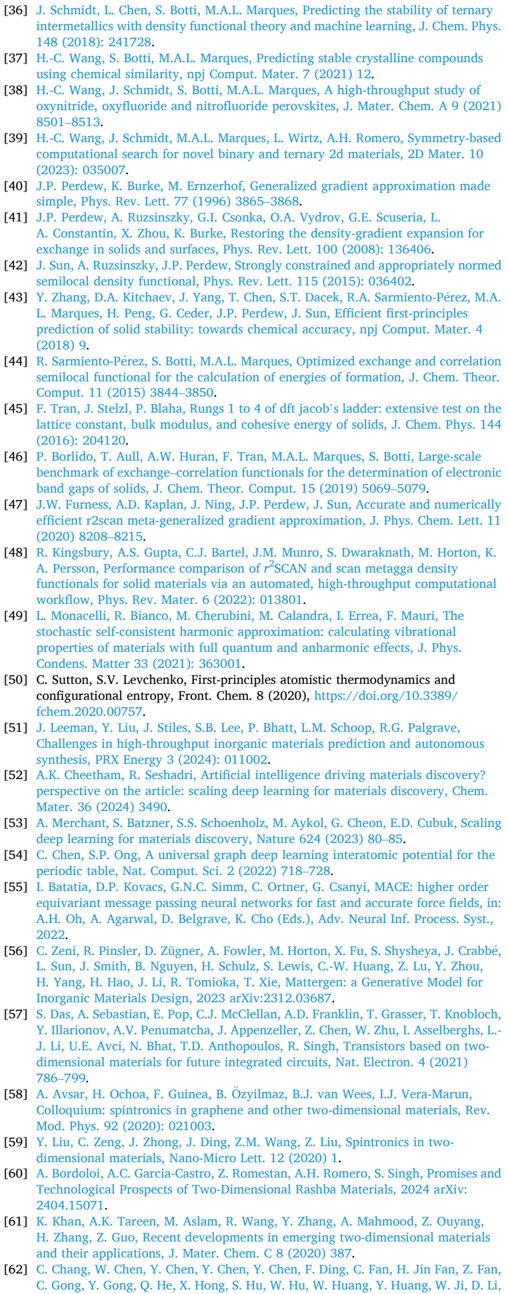 [36] J. Schmidt, L. Chen, S. Botti, M.A.L. Marques, Predicting the stability of ternary
intermetallics with density functional theory and machine learning, J. Chem. Phys.
148 (2018): 241728.
[37] H.-C. Wang, S. Botti, M.A.L. Marques, Predicting stable crystalline compounds
using chemical similarity, npj Comput. Mater. 7 (2021) 12.
[38] H.-C. Wang, J. Schmidt, S. Botti, M.A.L. Marques, A high-throughput study of
oxynitride, oxyfluoride and nitrofluoride perovskites, J. Mater. Chem. A 9 (2021)
8501–8513.
[39] H.-C. Wang, J. Schmidt, M.A.L. Marques, L. Wirtz, A.H. Romero, Symmetry-based
computational search for novel binary and ternary 2d materials, 2D Mater. 10
(2023): 035007.
[40] J.P. Perdew, K. Burke, M. Ernzerhof, Generalized gradient approximation made
simple, Phys. Rev. Lett. 77 (1996) 3865–3868.
[41] J.P. Perdew, A. Ruzsinszky, G.I. Csonka, O.A. Vydrov, G.E. Scuseria, L.
A. Constantin, X. Zhou, K. Burke, Restoring the density-gradient expansion for
exchange in solids and surfaces, Phys. Rev. Lett. 100 (2008): 136406.
[42] J. Sun, A. Ruzsinszky, J.P. Perdew, Strongly constrained and appropriately normed
semilocal density functional, Phys. Rev. Lett. 115 (2015): 036402.
[43] Y. Zhang, D.A. Kitchaev, J. Yang, T. Chen, S.T. Dacek, R.A. Sarmiento-Pérez, M.A.
L. Marques, H. Peng, G. Ceder, J.P. Perdew, J. Sun, Efficient first-principles
prediction of solid stability: towards chemical accuracy, npj Comput. Mater. 4
(2018) 9.
[44] R. Sarmiento-Pérez, S. Botti, M.A.L. Marques, Optimized exchange and correlation
semilocal functional for the calculation of energies of formation, J. Chem. Theor.
Comput. 11 (2015) 3844–3850.
[45] F. Tran, J. Stelzl, P. Blaha, Rungs 1 to 4 of dft jacob's ladder: extensive test on the
lattice constant, bulk modulus, and cohesive energy of solids, J. Chem. Phys. 144
(2016): 204120.
[46] P. Borlido, T. Aull, A.W. Huran, F. Tran, M.A.L. Marques, S. Botti, Large-scale
benchmark of exchange–correlation functionals for the determination of electronic
band gaps of solids, J. Chem. Theor. Comput. 15 (2019) 5069–5079.
[47] J.W. Furness, A.D. Kaplan, J. Ning, J.P. Perdew, J. Sun, Accurate and numerically
efficient r2scan meta-generalized gradient approximation, J. Phys. Chem. Lett. 11
(2020) 8208–8215.
[48] R. Kingsbury, A.S. Gupta, C.J. Bartel, J.M. Munro, S. Dwaraknath, M. Horton, K.
A. Persson, Performance comparison of r²SCAN and scan metagga density
functionals for solid materials via an automated, high-throughput computational
workflow, Phys. Rev. Mater. 6 (2022): 013801.
[49] L. Monacelli, R. Bianco, M. Cherubini, M. Calandra, I. Errea, F. Mauri, The
stochastic self-consistent harmonic approximation: calculating vibrational
properties of materials with full quantum and anharmonic effects, J. Phys.
Condens. Matter 33 (2021): 363001.
[50] C. Sutton, S.V. Levchenko, First-principles atomistic thermodynamics and
configurational entropy, Front. Chem. 8 (2020), https://doi.org/10.3389/
fchem.2020.00757.
[51] J. Leeman, Y. Liu, J. Stiles, S.B. Lee, P. Bhatt, L.M. Schoop, R.G. Palgrave,
Challenges in high-throughput inorganic materials prediction and autonomous
synthesis, PRX Energy 3 (2024): 011002.
[52] A.K. Cheetham, R. Seshadri, Artificial intelligence driving materials discovery?
perspective on the article: scaling deep learning for materials discovery, Chem.
Mater. 36 (2024) 3490.
[53] A. Merchant, S. Batzner, S.S. Schoenholz, M. Aykol, G. Cheon, E.D. Cubuk, Scaling
deep learning for materials discovery, Nature 624 (2023) 80–85.
[54] C. Chen, S.P. Ong, A universal graph deep learning interatomic potential for the
periodic table, Nat. Comput. Sci. 2 (2022) 718–728.
[55] I. Batatia, D.P. Kovacs, G.N.C. Simm, C. Ortner, G. Csanyi, MACE: higher order
equivariant message passing neural networks for fast and accurate force fields, in:
A.H. Oh, A. Agarwal, D. Belgrave, K. Cho (Eds.), Adv. Neural Inf. Process. Syst.,
2022.
[56] C. Zeni, R. Pinsler, D. Zügner, A. Fowler, M. Horton, X. Fu, S. Shysheya, J. Crabbé,
L. Sun, J. Smith, B. Nguyen, H. Schulz, S. Lewis, C.-W. Huang, Z. Lu, Y. Zhou,
H. Yang, H. Hao, J. Li, R. Tomioka, T. Xie, Mattergen: a Generative Model for
Inorganic Materials Design, 2023 arXiv:2312.03687.
[57] S. Das, A. Sebastian, E. Pop, C.J. McClellan, A.D. Franklin, T. Grasser, T. Knobloch,
Y. Illarionov, A.V. Penumatcha, J. Appenzeller, Z. Chen, W. Zhu, I. Asselberghs, L.-
J. Li, U.E. Avci, N. Bhat, T.D. Anthopoulos, R. Singh, Transistors based on two-
dimensional materials for future integrated circuits, Nat. Electron. 4 (2021)
786–799.
[58] A. Avsar, H. Ochoa, F. Guinea, B. Özyilmaz, B.J. van Wees, I.J. Vera-Marun,
Colloquium: spintronics in graphene and other two-dimensional materials, Rev.
Mod. Phys. 92 (2020): 021003.
[59] Y. Liu, C. Zeng, J. Zhong, J. Ding, Z.M. Wang, Z. Liu, Spintronics in two-
dimensional materials, Nano-Micro Lett. 12 (2020) 1.
[60] A. Bordoloi, A.C. Garcia-Castro, Z. Romestan, A.H. Romero, S. Singh, Promises and
Technological Prospects of Two-Dimensional Rashba Materials, 2024 arXiv:
2404.15071.
[61] K. Khan, A.K. Tareen, M. Aslam, R. Wang, Y. Zhang, A. Mahmood, Z. Ouyang,
H. Zhang, Z. Guo, Recent developments in emerging two-dimensional materials
and their applications, J. Mater. Chem. C 8 (2020) 387.
[62] C. Chang, W. Chen, Y. Chen, Y. Chen, Y. Chen, F. Ding, C. Fan, H. Jin Fan, Z. Fan,
C. Gong, Y. Gong, Q. He, X. Hong, S. Hu, W. Hu, W. Huang, Y. Huang, W. Ji, D. Li,